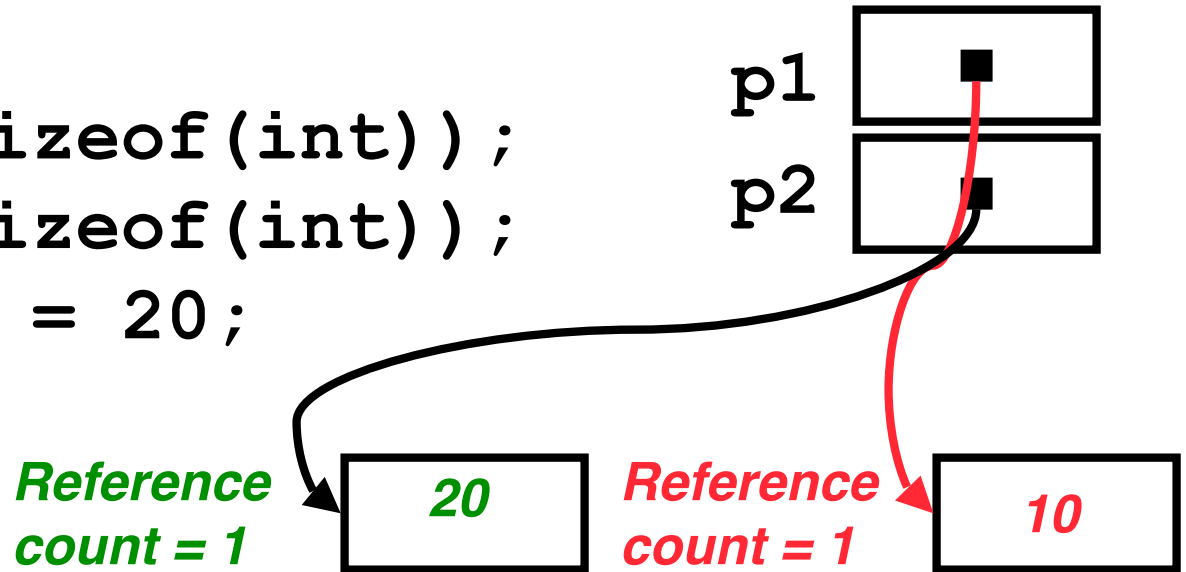 p1
izeof(int));
p2
izeof(int));
= 20;
Reference
count = 1
20
Reference
count = 1
10